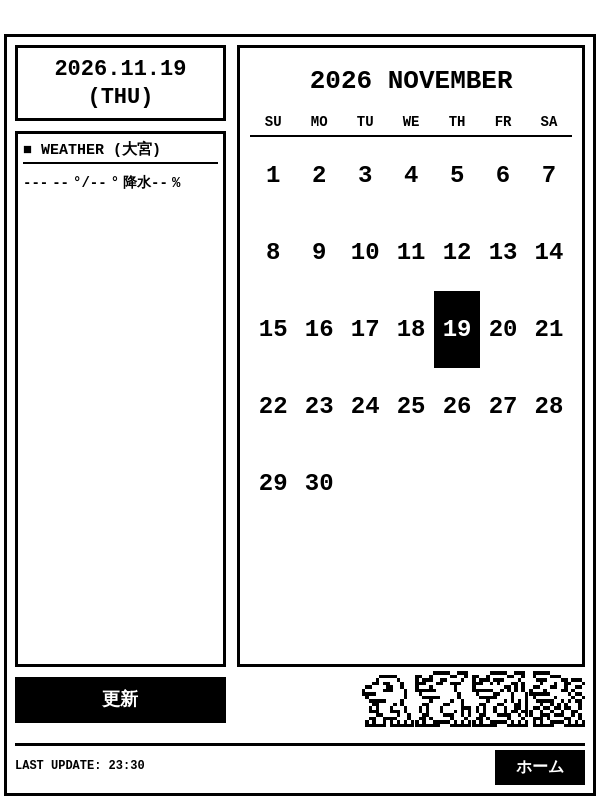 2026.11.19
(THU)
■ WEATHER (大宮)
--- -- °/-- ° 降水-- %
2026 NOVEMBER
SU MO TU WE TH FR SA
1 2 3 4 5 6 7
8 9 10 11 12 13 14
15 16 17 18 19 20 21
22 23 24 25 26 27 28
29 30
更新
LAST UPDATE: 23:30
ホーム